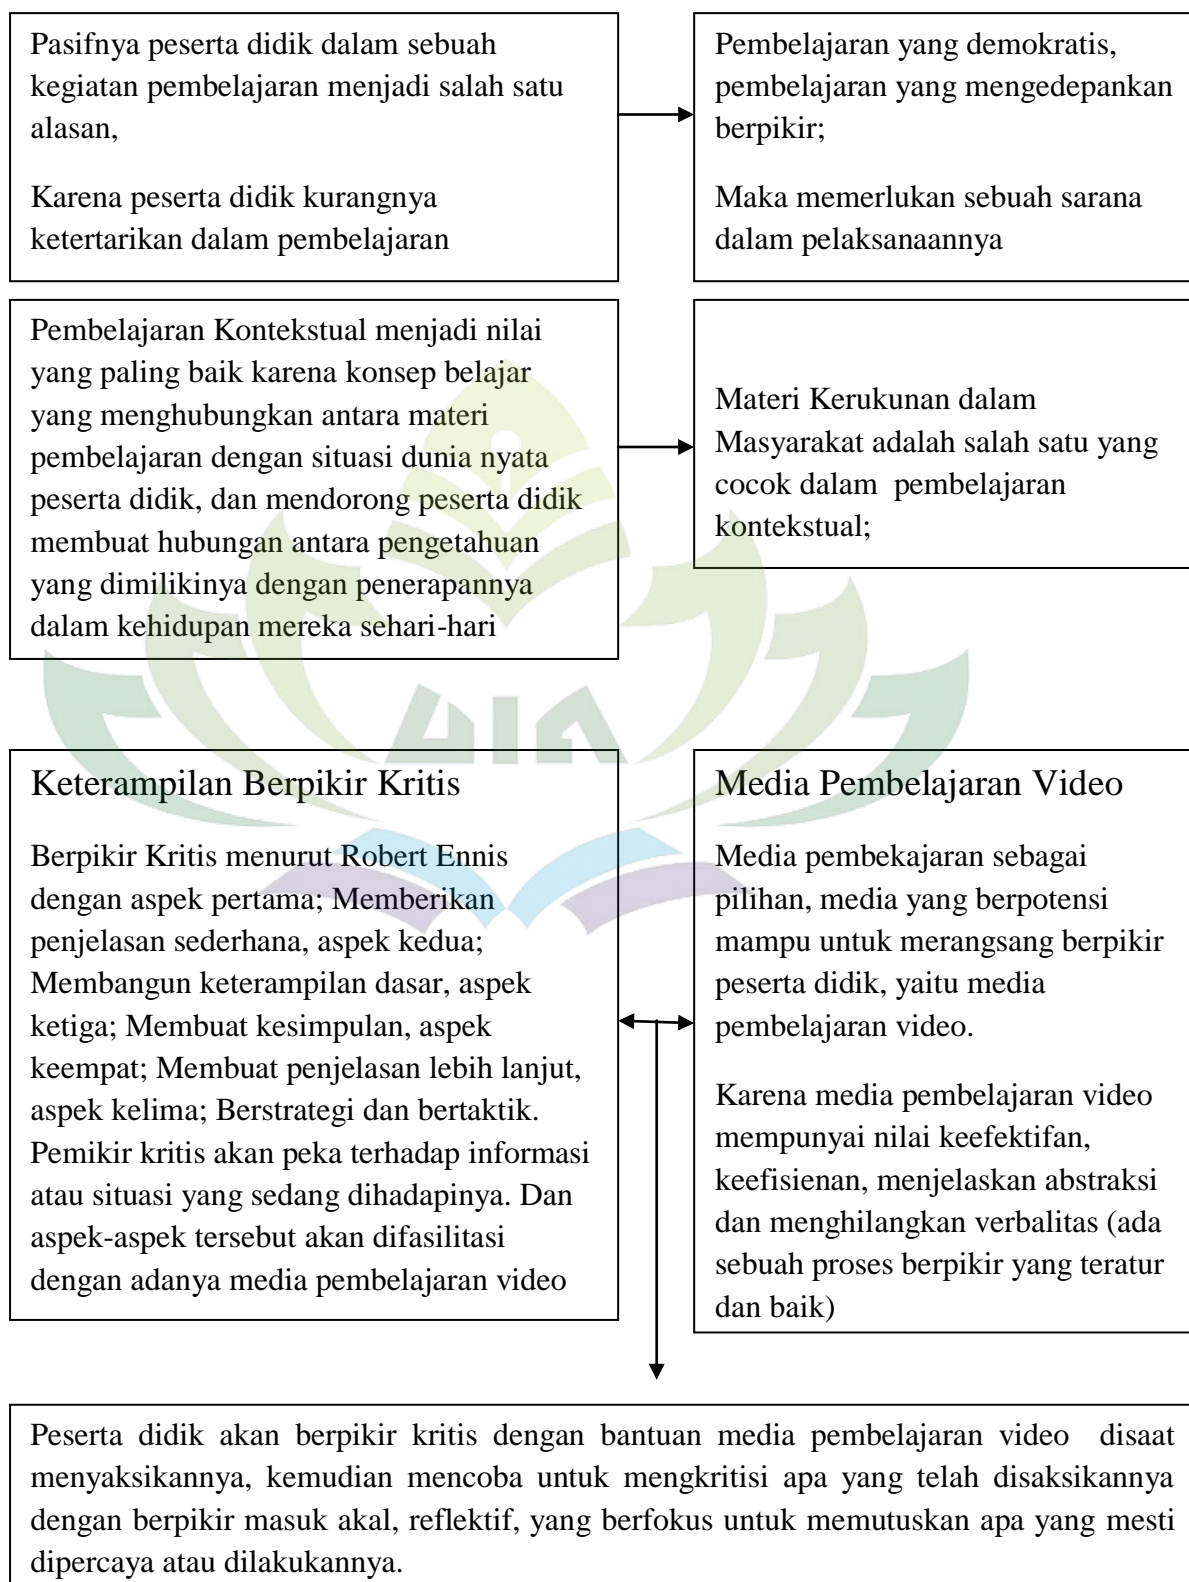 Pasifnya peserta didik dalam sebuah
kegiatan pembelajaran menjadi salah satu
alasan,
Karena peserta didik kurangnya
ketertarikan dalam pembelajaran
Pembelajaran yang demokratis,
pembelajaran yang mengedepankan
berpikir;
Maka memerlukan sebuah sarana
dalam pelaksanaannya
Pembelajaran Kontekstual menjadi nilai
yang paling baik karena konsep belajar
yang menghubungkan antara materi
pembelajaran dengan situasi dunia nyata
peserta didik, dan mendorong peserta didik
membuat hubungan antara pengetahuan
yang dimilikinya dengan penerapannya
dalam kehidupan mereka sehari-hari
Materi Kerukunan dalam
Masyarakat adalah salah satu yang
cocok dalam pembelajaran
kontekstual;
UIN
Keterampilan Berpikir Kritis
Berpikir Kritis menurut Robert Ennis
dengan aspek pertama; Memberikan
penjelasan sederhana, aspek kedua;
Membangun keterampilan dasar, aspek
ketiga; Membuat kesimpulan, aspek
keempat; Membuat penjelasan lebih lanjut,
aspek kelima; Berstrategi dan bertaktik.
Pemikir kritis akan peka terhadap informasi
atau situasi yang sedang dihadapinya. Dan
aspek-aspek tersebut akan difasilitasi
dengan adanya media pembelajaran video
Media Pembelajaran Video
Media pembekajaran sebagai
pilihan, media yang berpotensi
mampu untuk merangsang berpikir
peserta didik, yaitu media
pembelajaran video.
Karena media pembelajaran video
mempunyai nilai keefektifan,
keefisienan, menjelaskan abstraksi
dan menghilangkan verbalitas (ada
sebuah proses berpikir yang teratur
dan baik)
Peserta didik akan berpikir kritis dengan bantuan media pembelajaran video disaat
menyaksikannya, kemudian mencoba untuk mengkritisi apa yang telah disaksikannya
dengan berpikir masuk akal, reflektif, yang berfokus untuk memutuskan apa yang mesti
dipercaya atau dilakukannya.